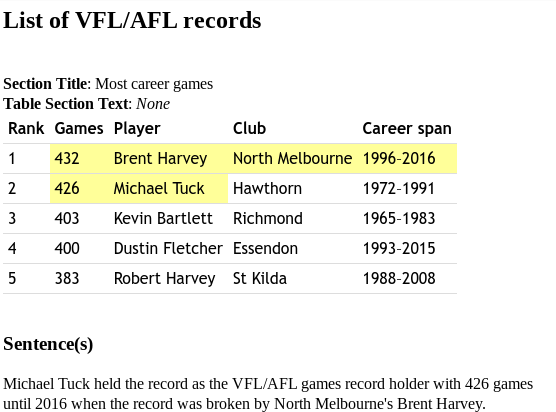 List of VFL/AFL records
Section Title: Most career games
Table Section Text: None
Rank Games Player Club Career span
1 432 Brent Harvey North Melbourne 1996–2016
2 426 Michael Tuck Hawthorn 1972–1991
3 403 Kevin Bartlett Richmond 1965–1983
4 400 Dustin Fletcher Essendon 1993–2015
5 383 Robert Harvey St Kilda 1988–2008
Sentence(s)
Michael Tuck held the record as the VFL/AFL games record holder with 426 games
until 2016 when the record was broken by North Melbourne's Brent Harvey.